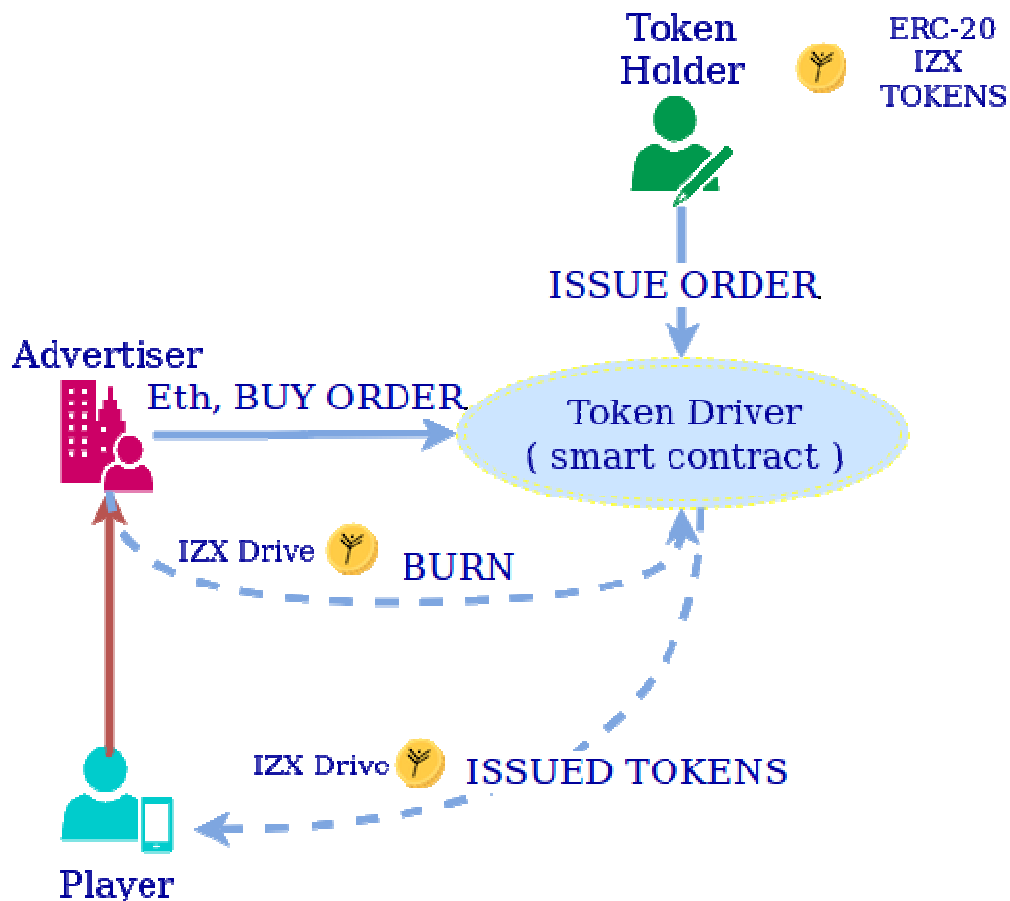 Token
Holder
ERC-20
IZX
TOKENS
ISSUE ORDER
Advertiser
Eth, BUY ORDER
Token Driver
( smart contract )
IZX Drive
BURN
IZX Drive
ISSUED TOKENS
Player